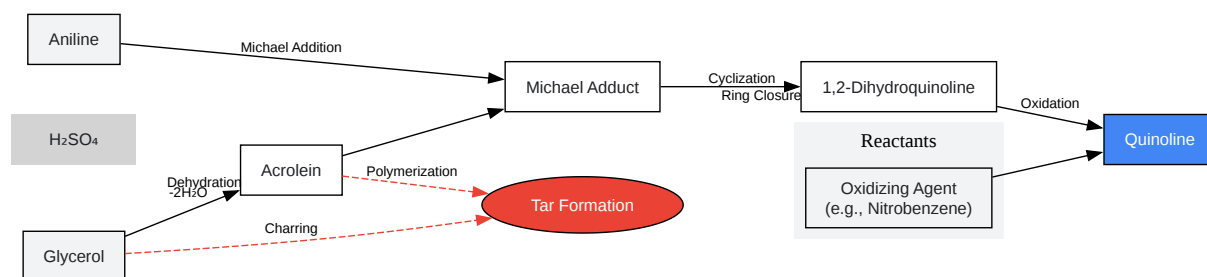 Aniline
Michael Addition
H₂SO₄
Glycerol
Dehydration
-2H₂O
Acrolein
Polymerization
Charring
Tar Formation
Michael Adduct
Cyclization
Ring Closure
1,2-Dihydroquinoline
Oxidation
Reactants
Oxidizing Agent
(e.g., Nitrobenzene)
Quinoline